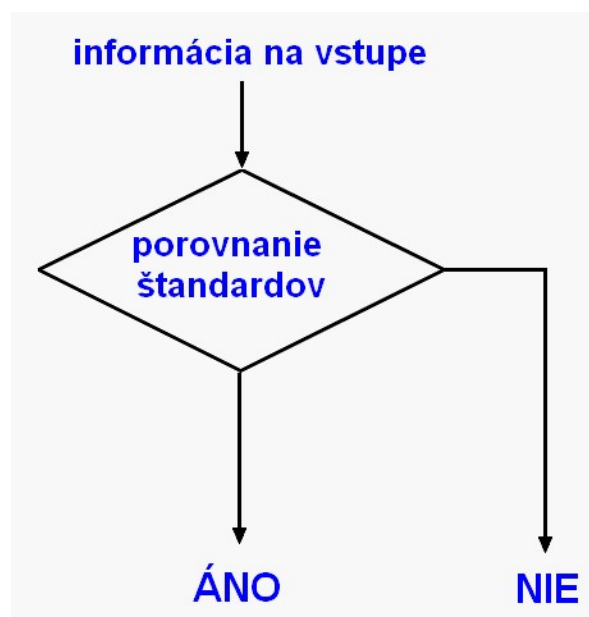 informácia na vstupe
porovnanie
štandardov
ÁNO
NIE